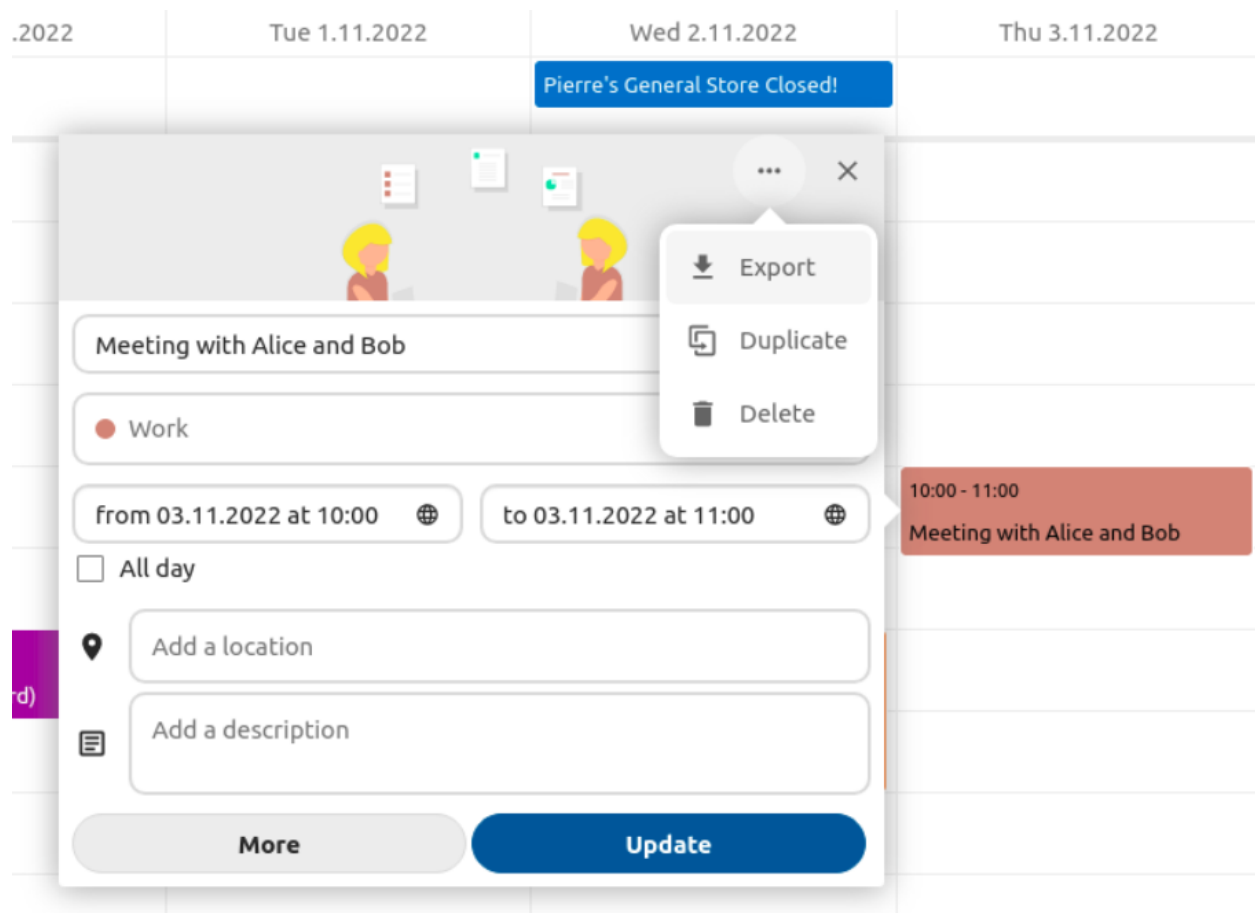 .2022
Tue 1.11.2022
Wed 2.11.2022
Thu 3.11.2022
Pierre's General Store Closed!
Export
Duplicate
Delete
Meeting with Alice and Bob
Work
from 03.11.2022 at 10:00
to 03.11.2022 at 11:00
All day
10:00 - 11:00
Meeting with Alice and Bob
Add a location
rd)
Add a description
More
Update